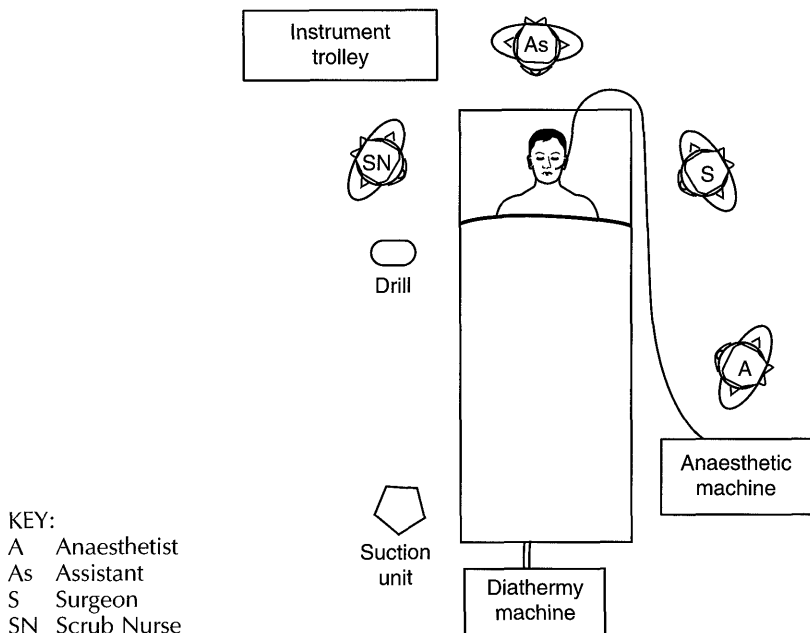 Instrument
trolley
As
SN
S
Drill
A
Anaesthetic
machine
Suction
unit
Diathermy
machine
KEY:
A Anaesthetist
As Assistant
S Surgeon
SN Scrub Nurse